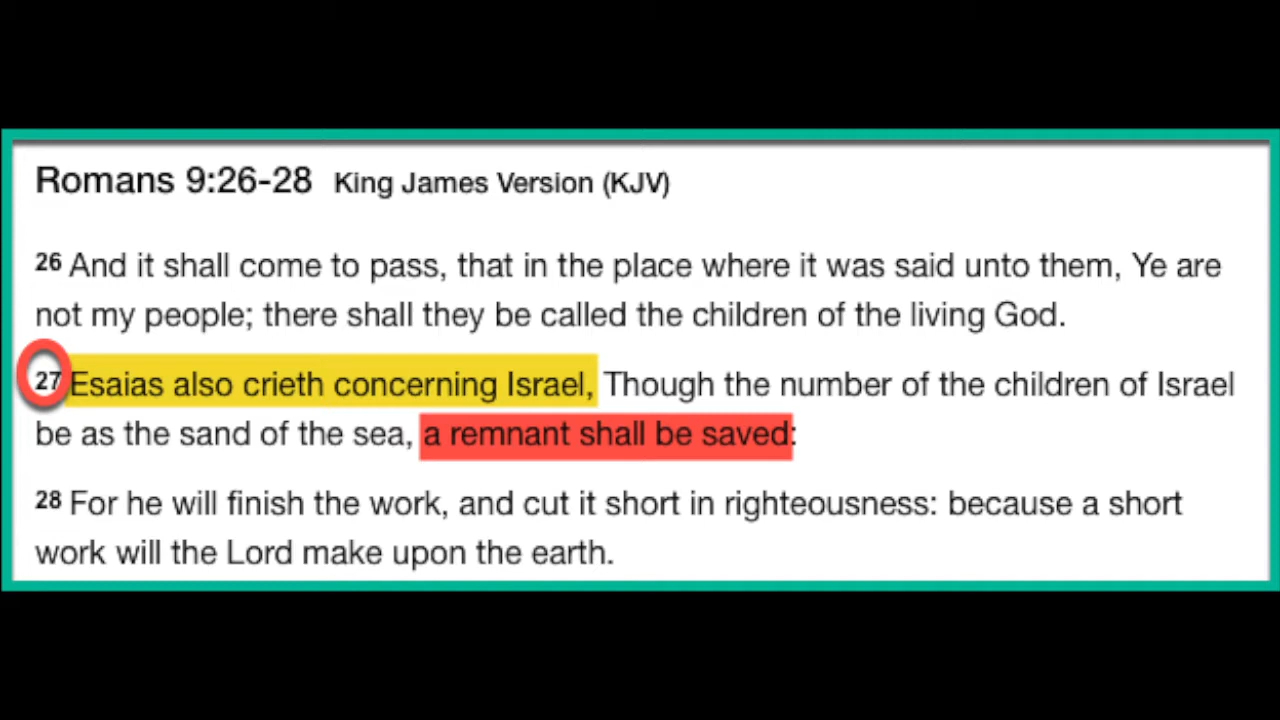 Romans 9:26-28 King James Version (KJV)
26 And it shall come to pass, that in the place where it was said unto them, Ye are
not my people; there shall they be called the children of the living God.
27 Esaias also crieth concerning Israel, Though the number of the children of Israel
be as the sand of the sea, a remnant shall be saved:
28 For he will finish the work, and cut it short in righteousness: because a short
work will the Lord make upon the earth.